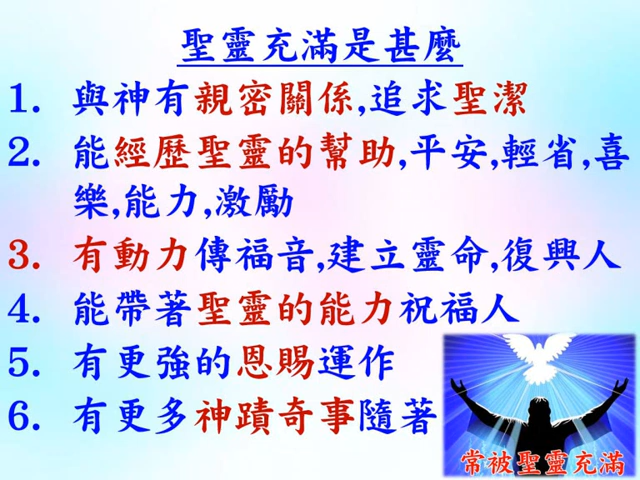 聖靈充滿是甚麼
1. 與神有親密關係,追求聖潔
2. 能經歷聖靈的幫助,平安,輕省,喜
樂,能力,激勵
3. 有動力傳福音,建立靈命,復興人
4. 能帶著聖靈的能力祝福人
5. 有更強的恩賜運作
6. 有更多神蹟奇事隨著
常被聖靈充滿